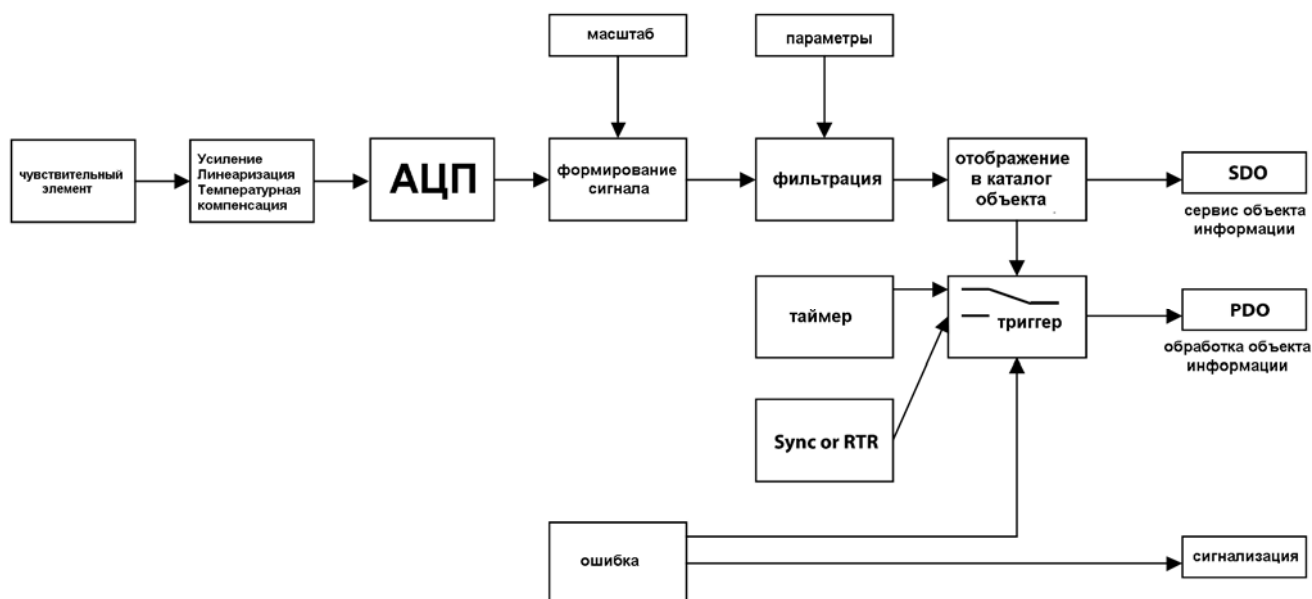 масштаб
параметры
чувствительный
элемент
Усиление
Линеаризация
Температурная
компенсация
АЦП
формирование
сигнала
фильтрация
отображение
в каталог
объекта
SDO
сервис объекта
информации
таймер
триггер
PDO
обработка объекта
информации
Sync or RTR
ошибка
сигнализация